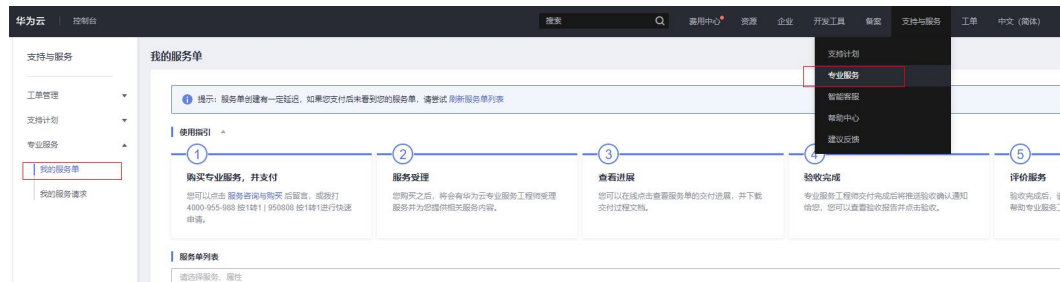 华为云 控制台 搜索 费用中心 资源 企业 开发工具 备案 支持与服务 工单 中文 (简体)
支持与服务
工单管理
支持计划
专业服务
我的服务单
我的服务请求
我的服务单
支持计划
专业服务
智能客服
帮助中心
建议反馈
提示：服务单创建有一定延迟，如果您支付后未看到您的服务单，请尝试 刷新服务单列表
使用指引
1
购买专业服务，并支付
您可以点击 服务咨询与购买 后留言，或拨打
4000-955-988 按1转1 | 950808 按1转1进行快速
申请。
2
服务受理
您购买之后，将会有华为云专业服务工程师受理
服务并为您提供相关服务内容。
3
查看进展
您可以在线点击查看服务单的交付进展，并下载
交付过程文档。
4
验收完成
专业服务工程师交付完成后将推送验收确认通知
给您，您可以查看验收报告并点击验收。
5
评价服务
验收完成后，
帮助专业服务
服务单列表
请选择服务、属性